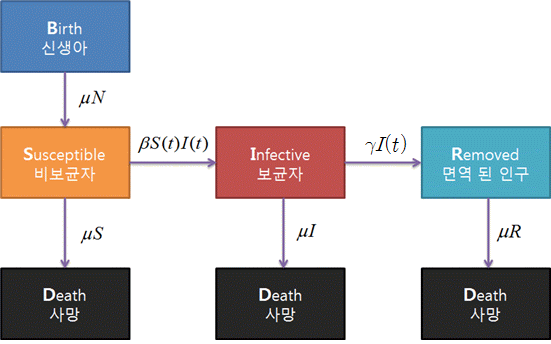 Birth
신생아
μN
Susceptible
비보균자
βS(t)I(t)
Infective
보균자
γI(t)
Removed
면역 된 인구
μS
μI
μR
Death
사망
Death
사망
Death
사망